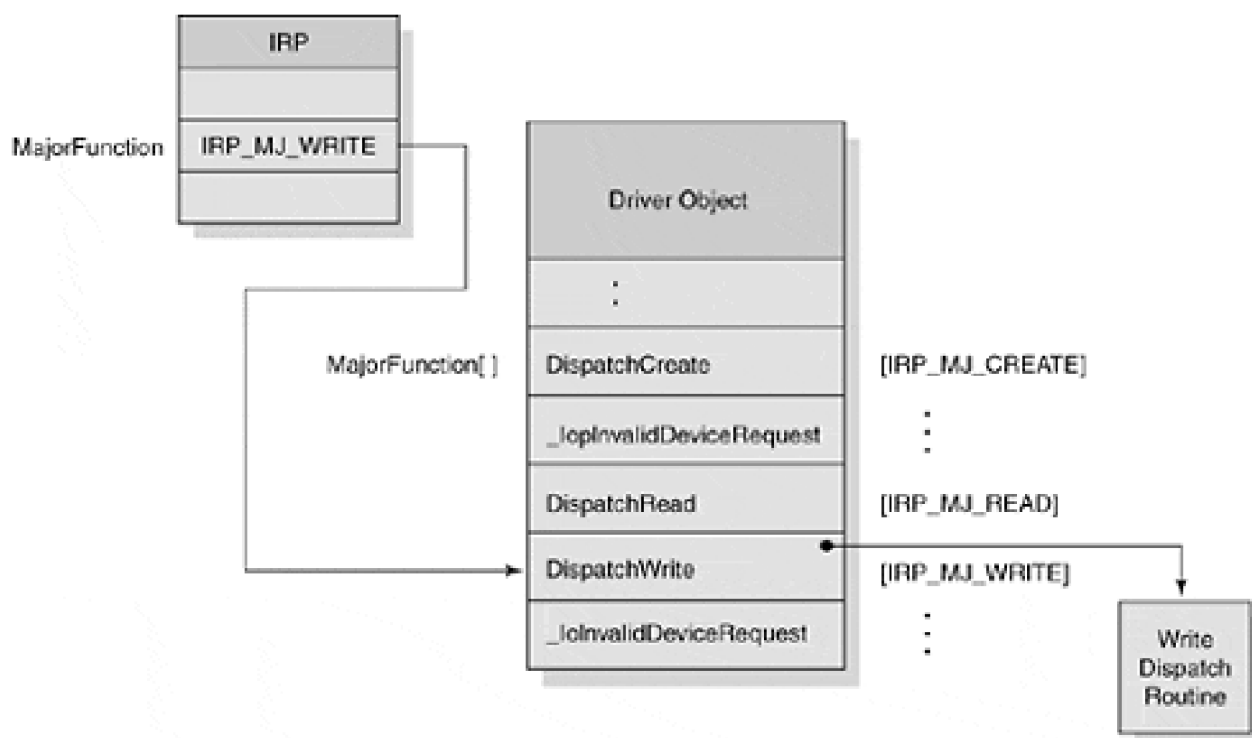 IRP
MajorFunction
IRP_MJ_WRITE
Driver Object
MajorFunction[ ]
DispatchCreate
[IRP_MJ_CREATE]
_IopInvalidDeviceRequest
DispatchRead
[IRP_MJ_READ]
DispatchWrite
[IRP_MJ_WRITE]
_IoInvalidDeviceRequest
Write
Dispatch
Routine